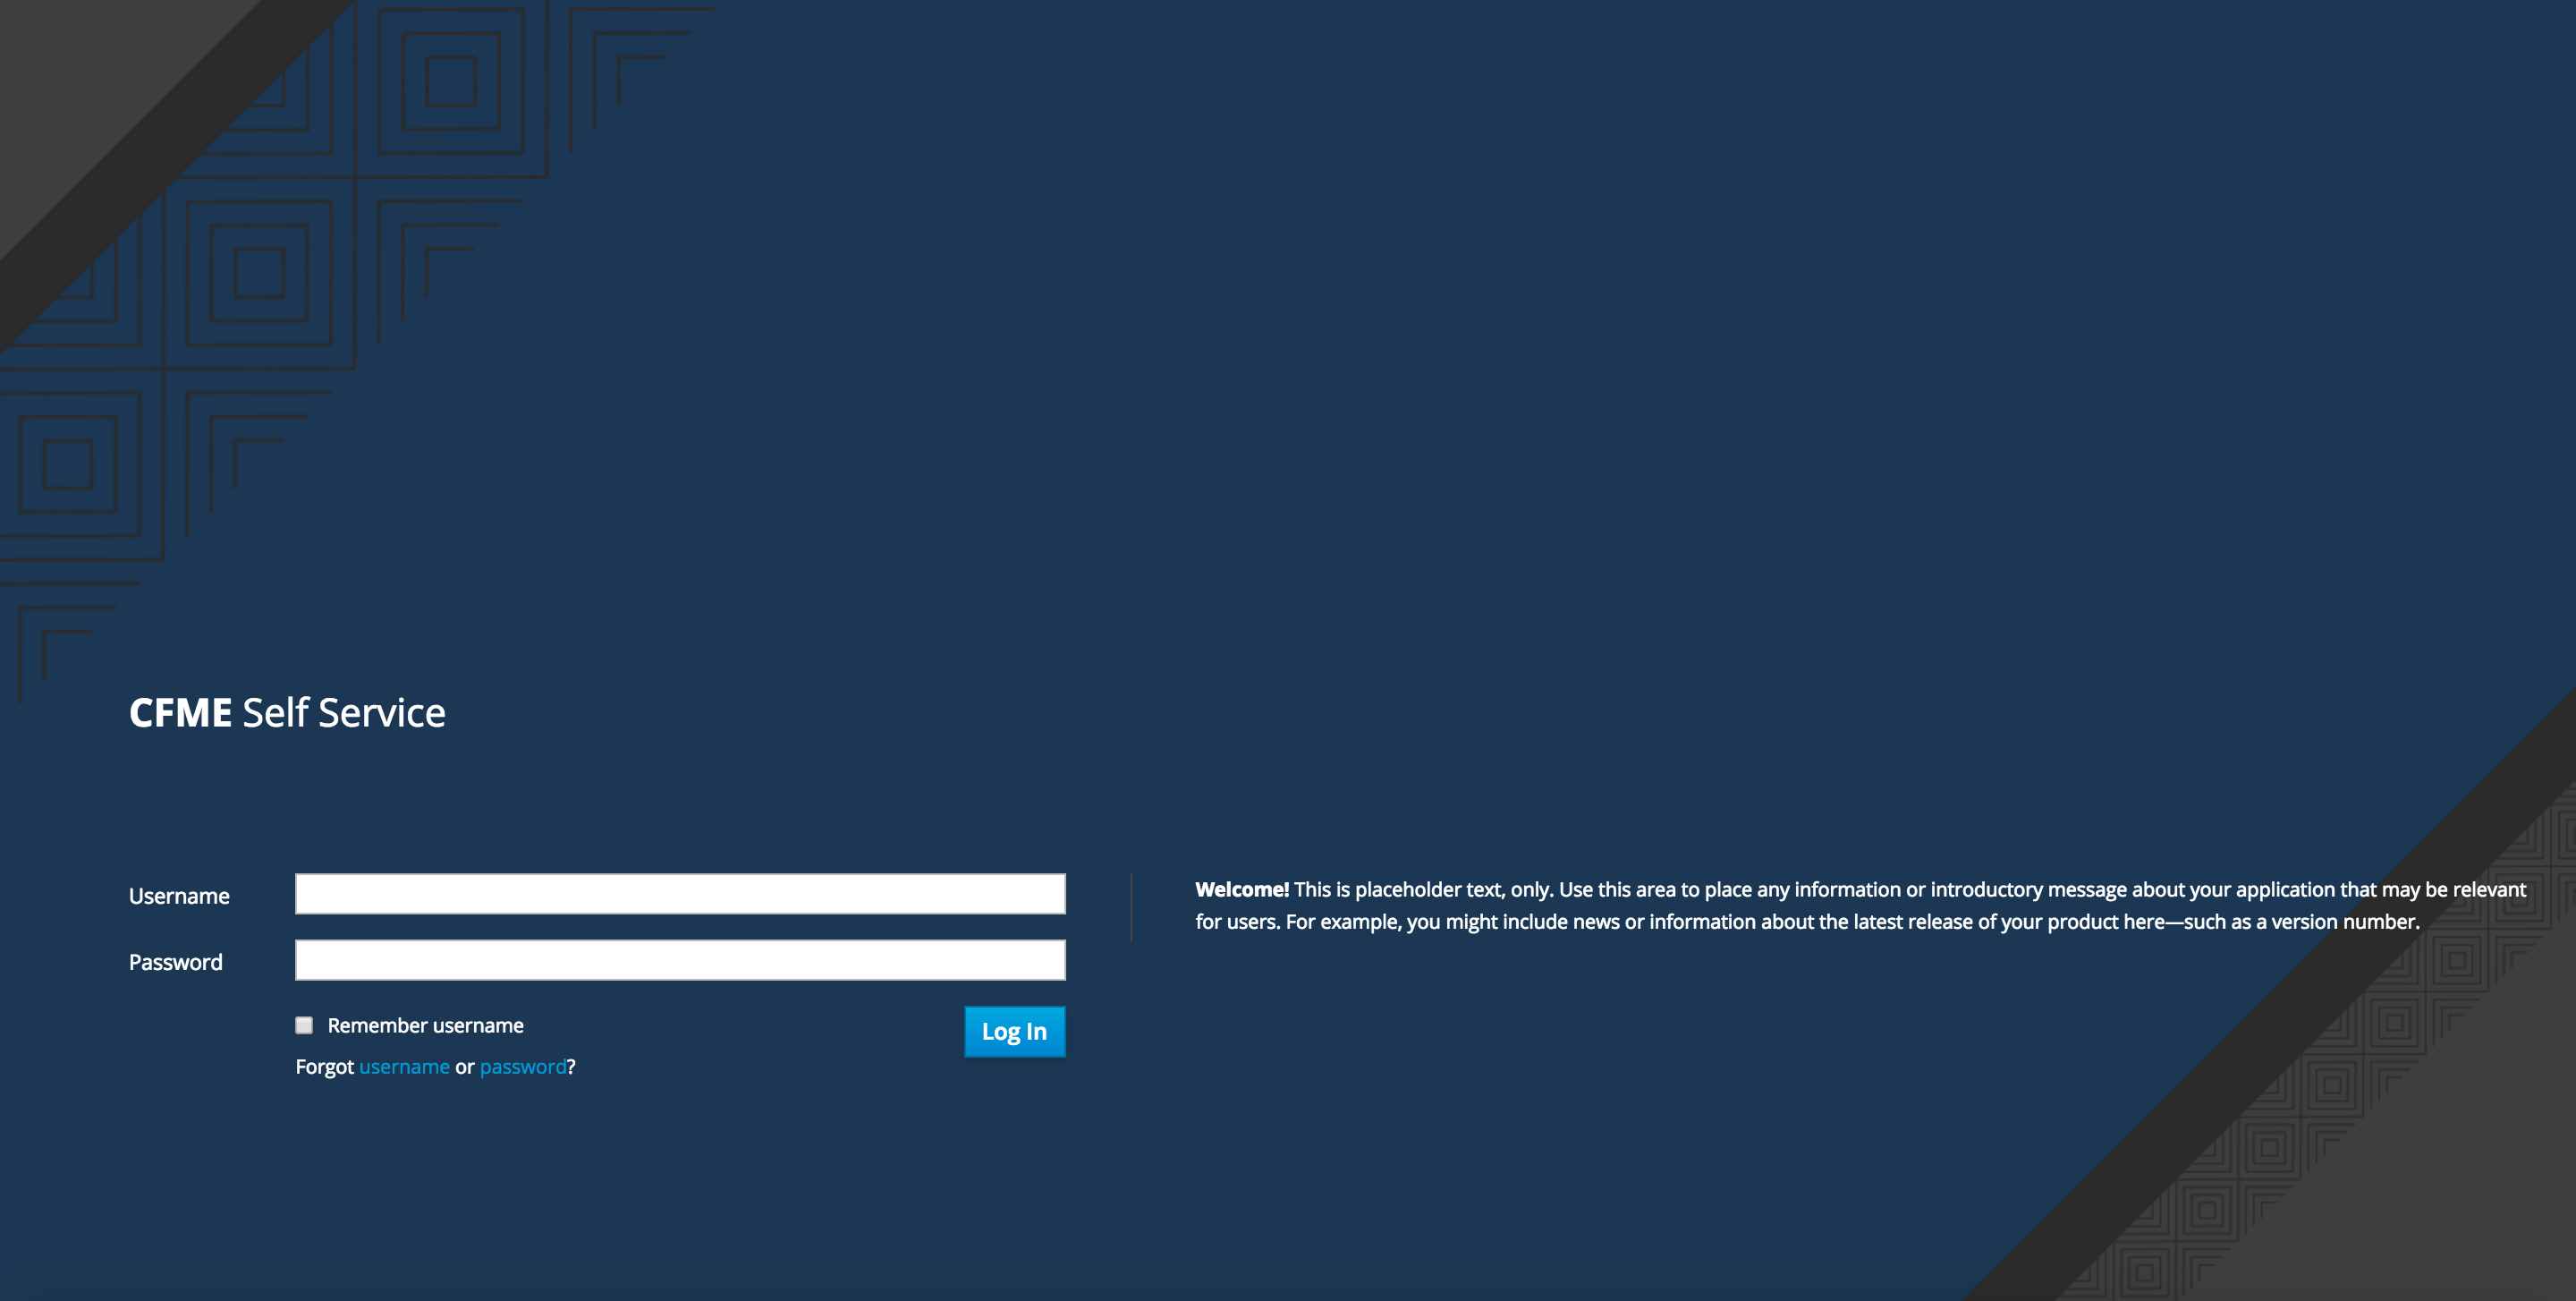 CFME Self Service
Username
Password
Remember username
Log In
Forgot username or password?
Welcome! This is placeholder text, only. Use this area to place any information or introductory message about your application that may be relevant
for users. For example, you might include news or information about the latest release of your product here—such as a version number.